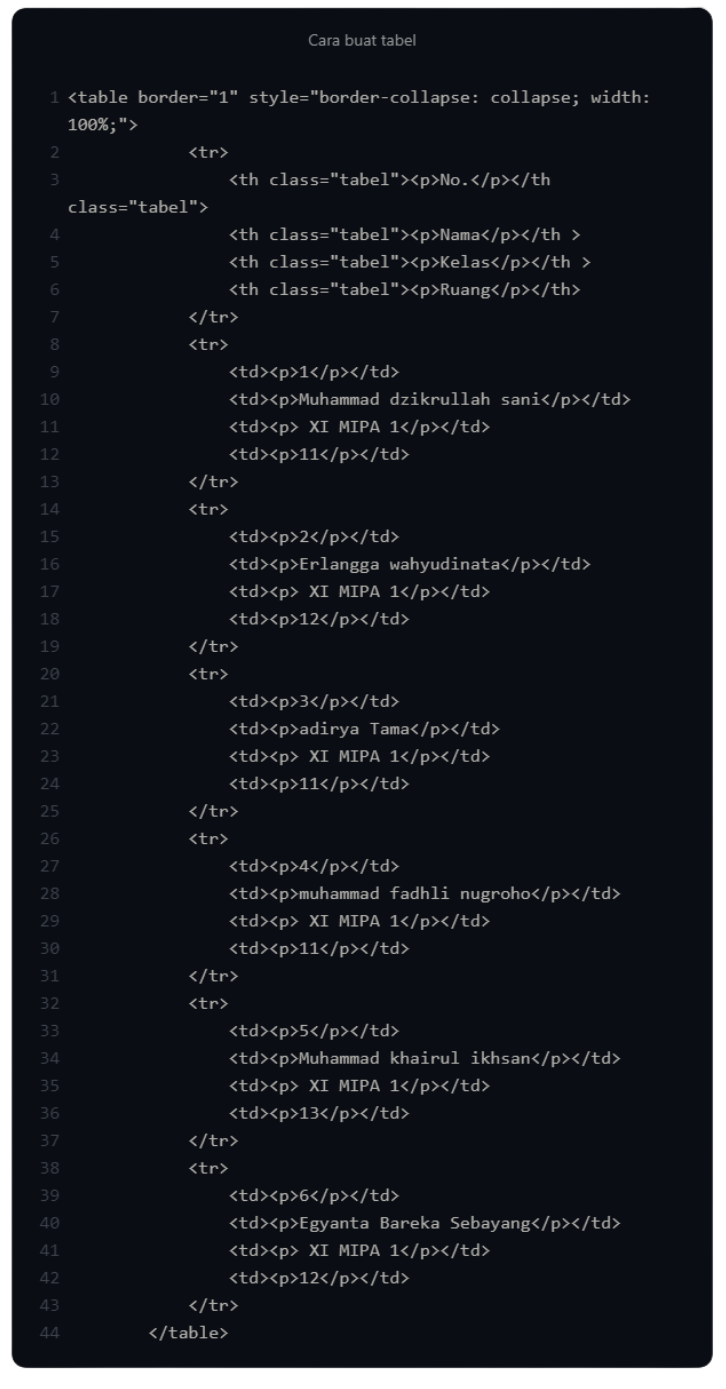 Cara buat tabel
1 <table border="1" style="border-collapse: collapse; width:
100%;">
2 <tr>
3 <th class="tabel"><p>No.</p></th
class="tabel">
4 <th class="tabel"><p>Nama</p></th >
5 <th class="tabel"><p>Kelas</p></th >
6 <th class="tabel"><p>Ruang</p></th>
7 </tr>
8 <tr>
9 <td><p>1</p></td>
10 <td><p>Muhammad dzikrullah sani</p></td>
11 <td><p> XI MIPA 1</p></td>
12 <td><p>11</p></td>
13 </tr>
14 <tr>
15 <td><p>2</p></td>
16 <td><p>Erlangga wahyudinata</p></td>
17 <td><p> XI MIPA 1</p></td>
18 <td><p>12</p></td>
19 </tr>
20 <tr>
21 <td><p>3</p></td>
22 <td><p>adirya Tama</p></td>
23 <td><p> XI MIPA 1</p></td>
24 <td><p>11</p></td>
25 </tr>
26 <tr>
27 <td><p>4</p></td>
28 <td><p>muhammad fadhli nugroho</p></td>
29 <td><p> XI MIPA 1</p></td>
30 <td><p>11</p></td>
31 </tr>
32 <tr>
33 <td><p>5</p></td>
34 <td><p>Muhammad khairul ikhsan</p></td>
35 <td><p> XI MIPA 1</p></td>
36 <td><p>13</p></td>
37 </tr>
38 <tr>
39 <td><p>6</p></td>
40 <td><p>Egyanta Bareka Sebayang</p></td>
41 <td><p> XI MIPA 1</p></td>
42 <td><p>12</p></td>
43 </tr>
44 </table>